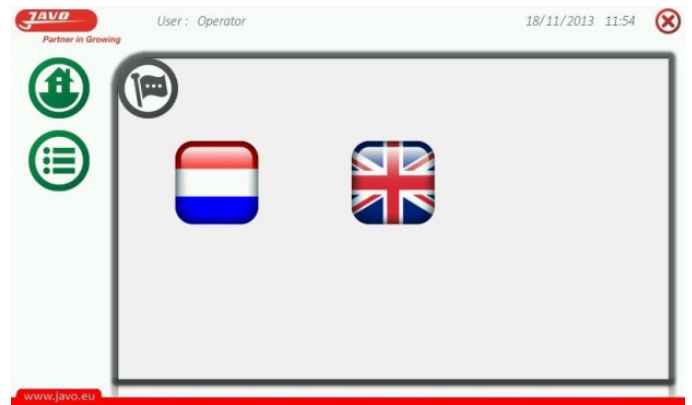 JAVO
Partner in Growing
User : Operator
18/11/2013 11:54
www.javo.eu